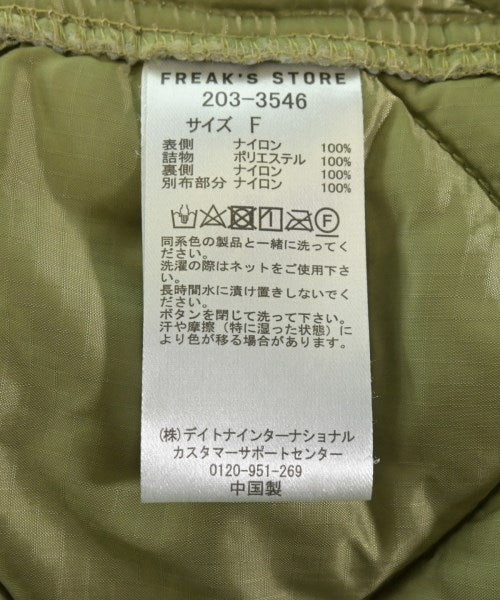 FREAK'S STORE
203-3546
サイズ F
表側 ナイロン 100%
詰物 ポリエステル 100%
裏側 ナイロン 100%
別布部分 ナイロン 100%
F
同系色の製品と一緒に洗ってく
ださい。
洗濯の際はネットをご使用下さ
い。
長時間水に漬け置きしないでく
ださい。
ボタンを閉じて洗って下さい。
汗や摩擦（特に湿った状態）に
より色が移る場合があります。
(株)デイトナインターナショナル
カスタマーサポートセンター
0120-951-269
中国製